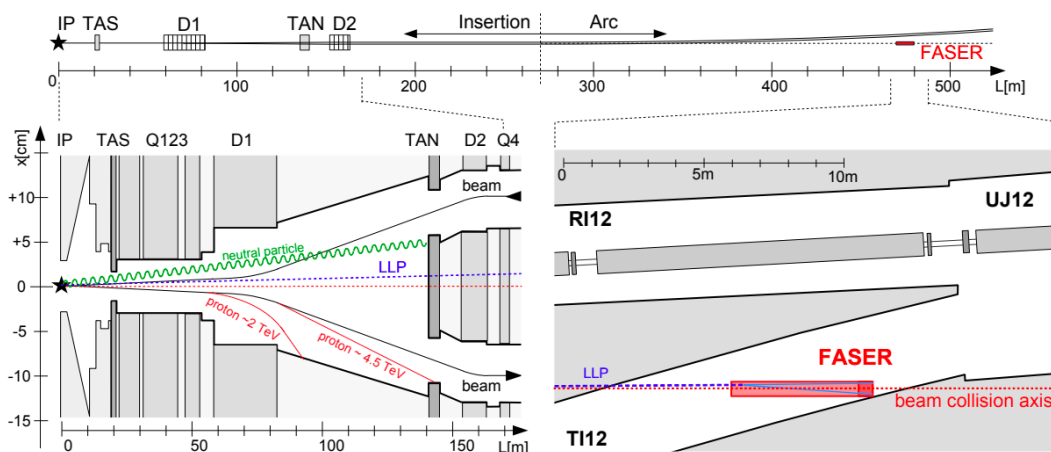 IP TAS D1 TAN D2 Insertion Arc
FASER
0 100 200 300 400 500 L[m]
x[cm]
IP TAS Q123 D1 TAN D2 Q4
+10
+5
0
-5
-10
-15
beam
neutral particle
LLP
proton ~2 TeV
proton ~ 4.5 TeV
beam
0 50 100 150 L[m]
0 5m 10m
RI12
UJ12
FASER
LLP
beam collision axis
TI12